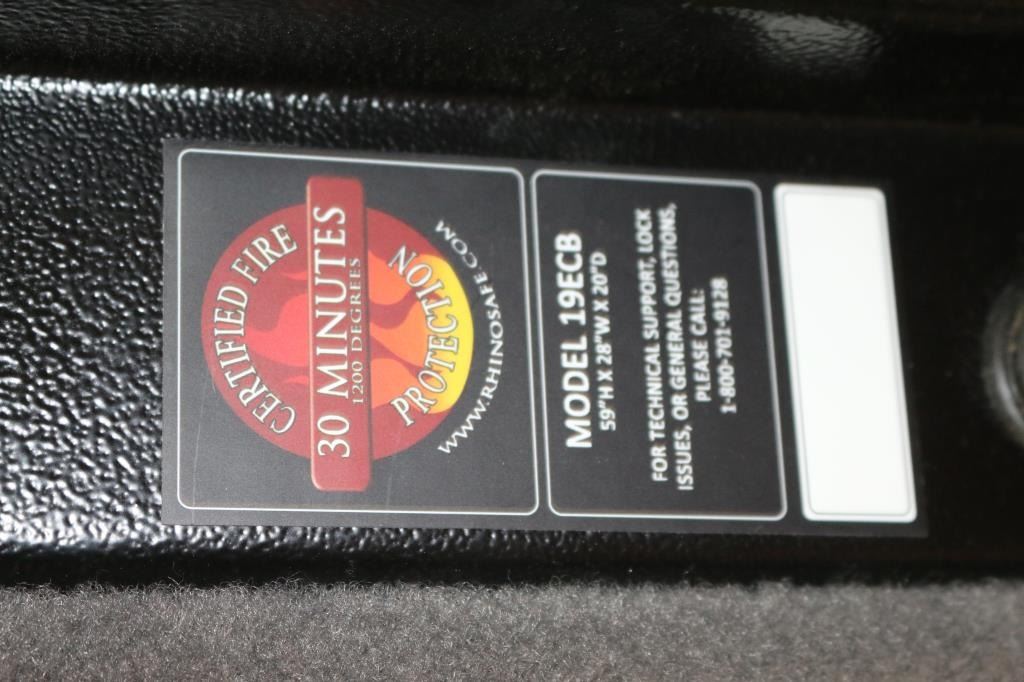 CERTIFIED FIRE
30 MINUTES
1200 DEGREES
PROTECTION
WWW.RHINOSAFE.COM
MODEL 19ECB
59"H X 28"W X 20"D
FOR TECHNICAL SUPPORT, LOCK
ISSUES, OR GENERAL QUESTIONS,
PLEASE CALL:
1-800-701-9128